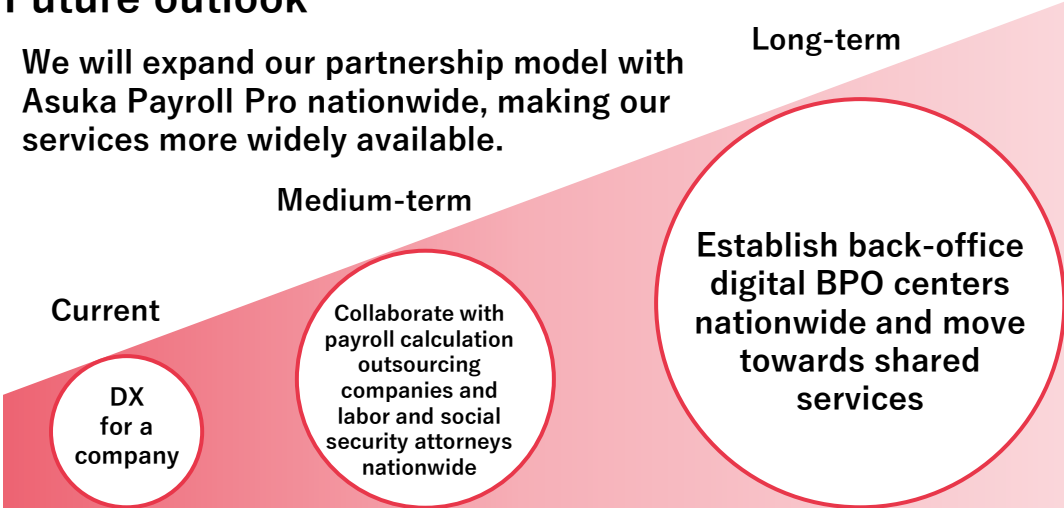 Future outlook
We will expand our partnership model with
Asuka Payroll Pro nationwide, making our
services more widely available.
Current
DX
for a
company
Medium-term
Collaborate with
payroll calculation
outsourcing
companies and
labor and social
security attorneys
nationwide
Long-term
Establish back-office
digital BPO centers
nationwide and move
towards shared
services